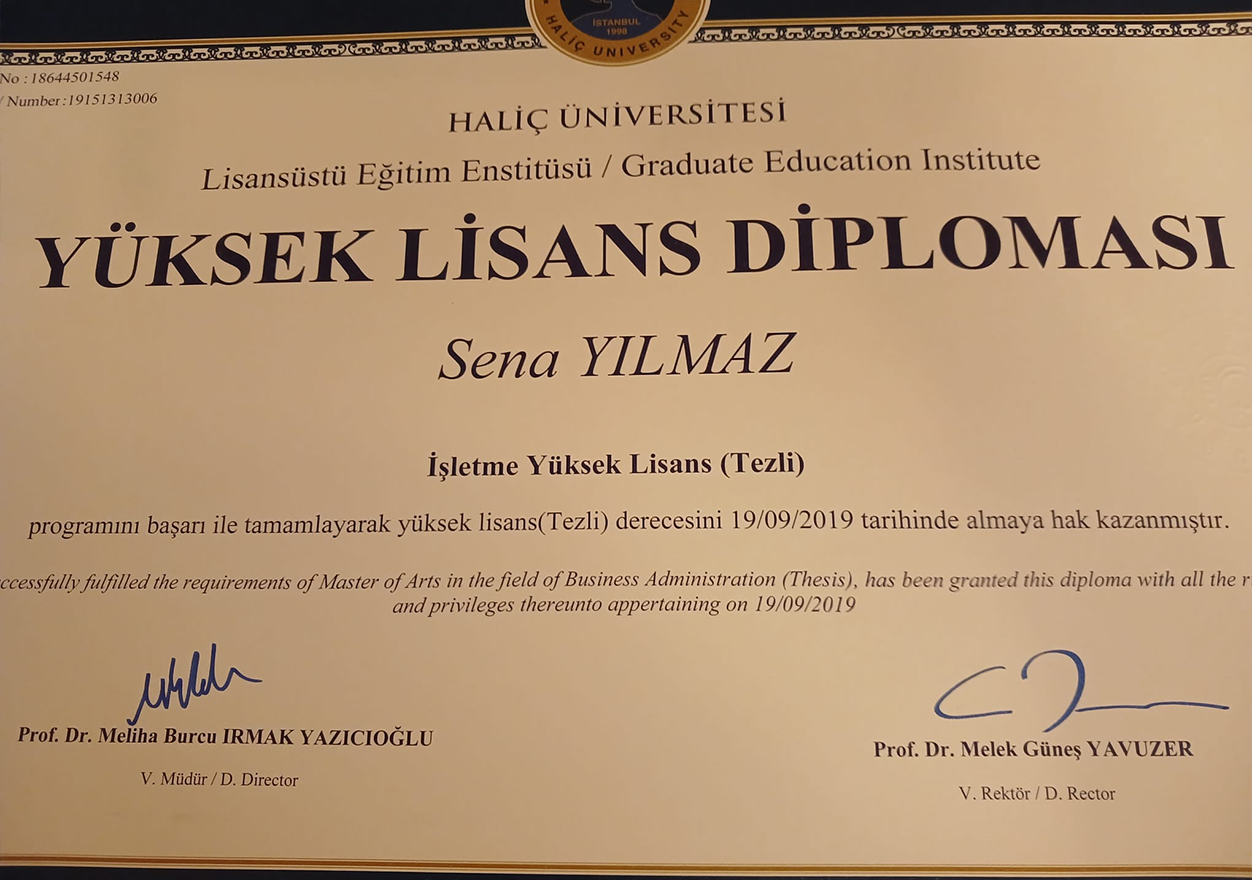 İSTANBUL
1998
HALİÇ UNIVERSITY
No : 18644501548
/ Number:19151313006
HALİÇ ÜNİVERSİTESİ
Lisansüstü Eğitim Enstitüsü / Graduate Education Institute
YÜKSEK LİSANS DİPLOMASI
Sena YILMAZ
İşletme Yüksek Lisans (Tezli)
programını başarı ile tamamlayarak yüksek lisans(Tezli) derecesini 19/09/2019 tarihinde almaya hak kazanmıştır.
ccessfully fulfilled the requirements of Master of Arts in the field of Business Administration (Thesis), has been granted this diploma with all the r
and privileges thereunto appertaining on 19/09/2019
Prof. Dr. Meliha Burcu IRMAK YAZICIOĞLU
V. Müdür / D. Director
Prof. Dr. Melek Güneş YAVUZER
V. Rektör / D. Rector